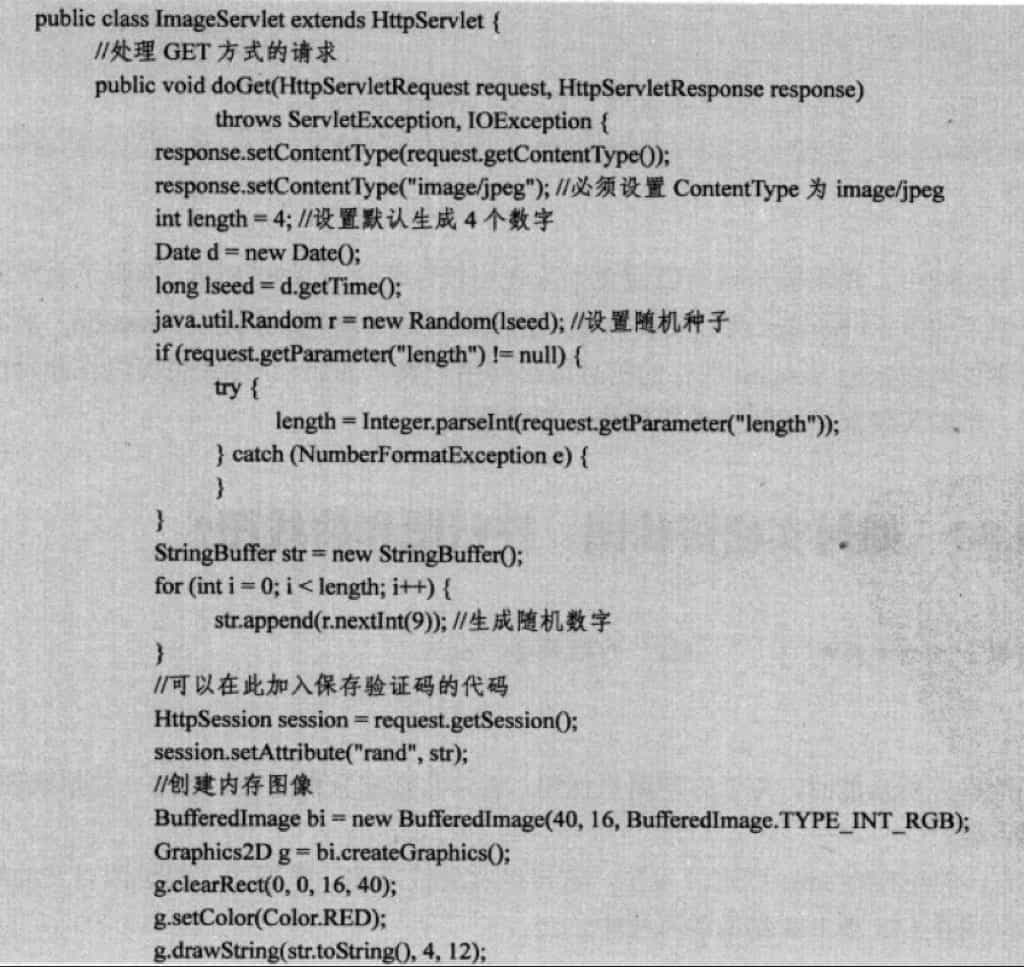 public class ImageServlet extends HttpServlet {
//处理 GET 方式的请求
public void doGet(HttpServletRequest request, HttpServletResponse response)
throws ServletException, IOException {
response.setContentType(request.getContentType());
response.setContentType("image/jpeg"); //必须设置 ContentType 为 image/jpeg
int length = 4; //设置默认生成 4 个数字
Date d = new Date();
long lseed = d.getTime();
java.util.Random r = new Random(lseed); //设置随机种子
if (request.getParameter("length") != null) {
try {
length = Integer.parseInt(request.getParameter("length"));
} catch (NumberFormatException e) {
}
}
StringBuffer str = new StringBuffer();
for (int i = 0; i < length; i++) {
str.append(r.nextInt(9)); //生成随机数字
}
//可以在此加入保存验证码的代码
HttpSession session = request.getSession();
session.setAttribute("rand", str);
//创建内存图像
BufferedImage bi = new BufferedImage(40, 16, BufferedImage.TYPE_INT_RGB);
Graphics2D g = bi.createGraphics();
g.clearRect(0, 0, 16, 40);
g.setColor(Color.RED);
g.drawString(str.toString(), 4, 12);